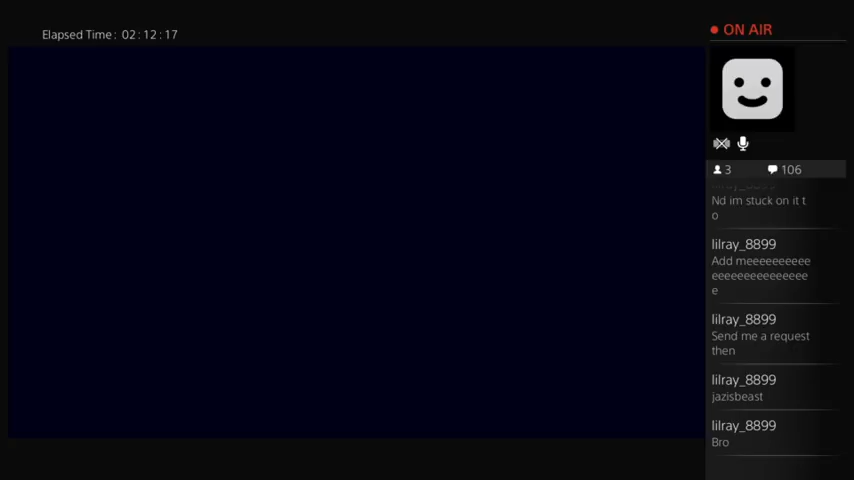 Elapsed Time: 02:12:17
ON AIR
3 106
Nd im stuck on it t
o
lilray_8899
Add meeeeeeeeee
eeeeeeeeeeeeeee
e
lilray_8899
Send me a request
then
lilray_8899
jazisbeast
lilray_8899
Bro